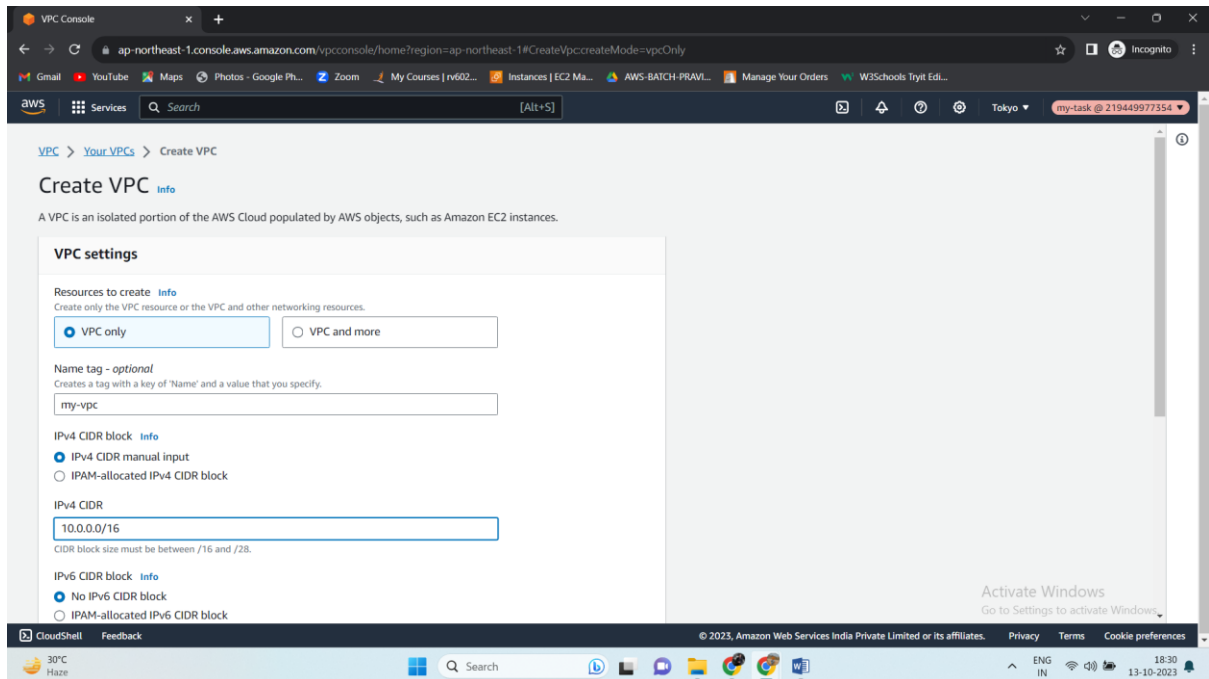 VPC Console
ap-northeast-1.console.aws.amazon.com/vpcconsole/home?region=ap-northeast-1#CreateVpc:createMode=vpcOnly
Incognito
Gmail YouTube Maps Photos - Google Ph... Zoom My Courses | rv602... Instances | EC2 Ma... AWS-BATCH-PRAVI... Manage Your Orders W3Schools Tryit Edi...
aws Services Search [Alt+S] Tokyo ▼ my-task @ 219449977354 ▼
VPC > Your VPCs > Create VPC
Create VPC Info
A VPC is an isolated portion of the AWS Cloud populated by AWS objects, such as Amazon EC2 instances.
VPC settings
Resources to create Info
Create only the VPC resource or the VPC and other networking resources.
VPC only VPC and more
Name tag - optional
Creates a tag with a key of 'Name' and a value that you specify.
my-vpc
IPv4 CIDR block Info
IPv4 CIDR manual input
IPAM-allocated IPv4 CIDR block
IPv4 CIDR
10.0.0.0/16
CIDR block size must be between /16 and /28.
IPv6 CIDR block Info
No IPv6 CIDR block
IPAM-allocated IPv6 CIDR block
Activate Windows
Go to Settings to activate Windows.
CloudShell Feedback © 2023, Amazon Web Services India Private Limited or its affiliates. Privacy Terms Cookie preferences
30°C
Haze
Search
ENG
IN
18:30
13-10-2023